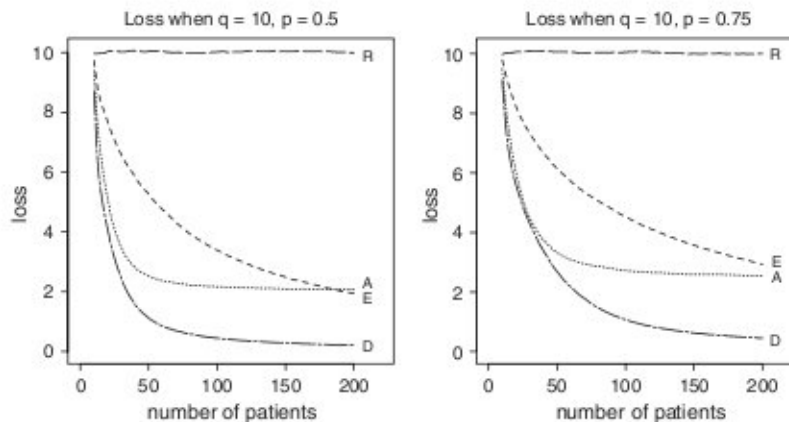 Loss when q = 10, p = 0.5
loss
10
8
6
4
2
0
R
A
E
D
0 50 100 150 200
number of patients
Loss when q = 10, p = 0.75
loss
10
8
6
4
2
0
R
E
A
D
0 50 100 150 200
number of patients